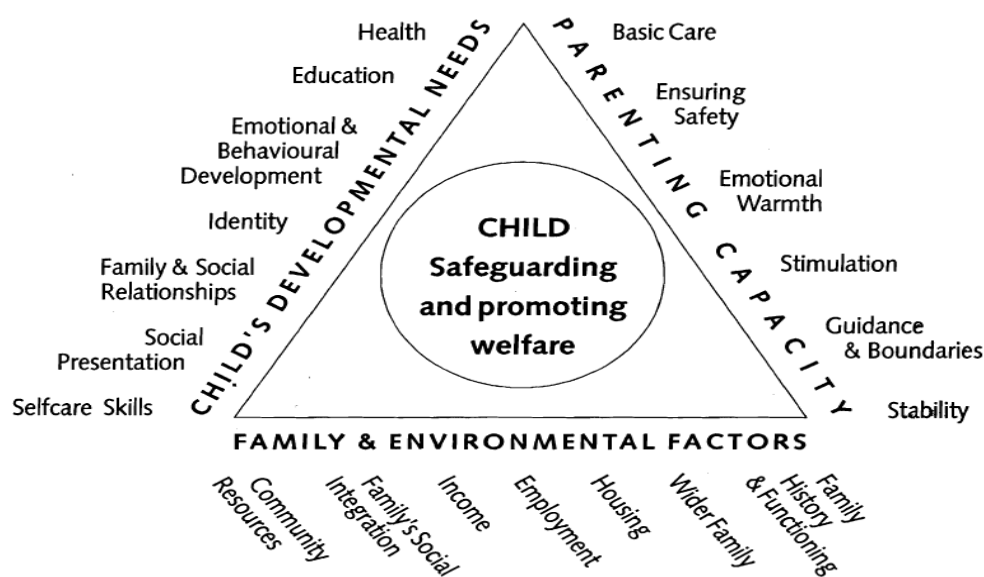 Health
Education
Emotional &
Behavioural
Development
Identity
Family & Social
Relationships
Social
Presentation
Selfcare Skills
CHILD'S DEVELOPMENTAL NEEDS
CHILD
Safeguarding
and promoting
welfare
PARENTING CAPACITY
Basic Care
Ensuring
Safety
Emotional
Warmth
Stimulation
Guidance
& Boundaries
Stability
FAMILY & ENVIRONMENTAL FACTORS
Community
Resources
Family's Social
Integration
Income
Employment
Housing
Wider Family
Family
History
& Functioning